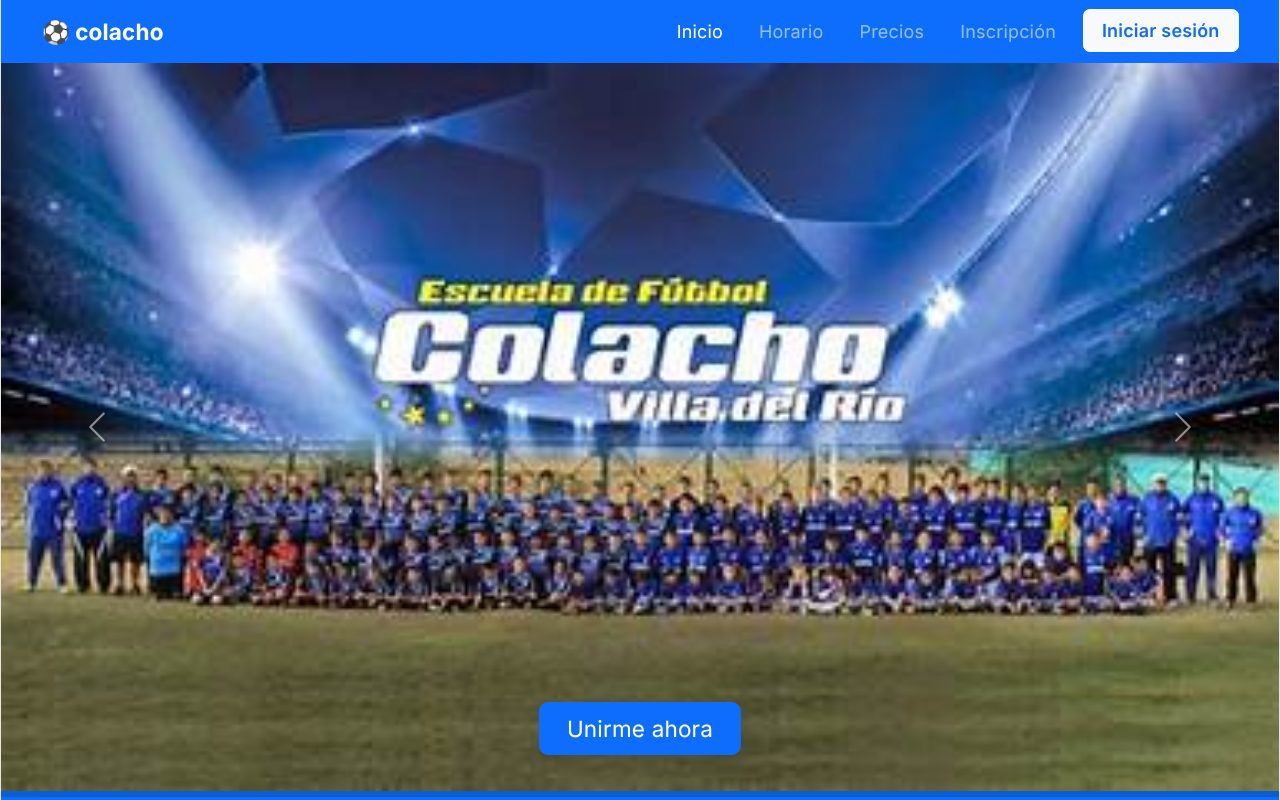 colacho
Inicio
Horario
Precios
Inscripción
Iniciar sesión
Escuela de Fútbol
Colacho
Villa del Río
Unirme ahora